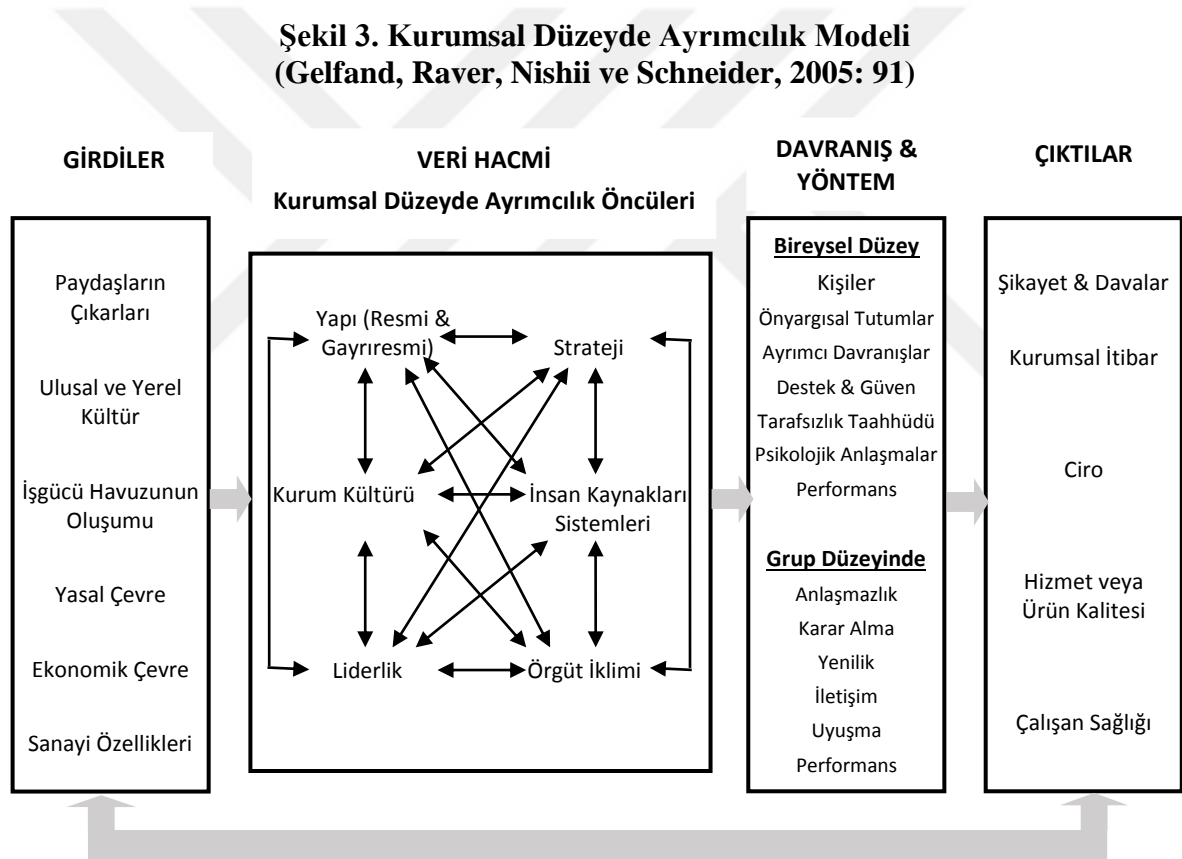 Şekil 3. Kurumsal Düzeyde Ayrımcılık Modeli
(Gelfand, Raver, Nishii ve Schneider, 2005: 91)
GİRDİLER
Paydaşların
Çıkarları
Ulusal ve Yerel
Kültür
İşgücü Havuzunun
Oluşumu
Yasal Çevre
Ekonomik Çevre
Sanayi Özellikleri
VERİ HACMİ
Kurumsal Düzeyde Ayrımcılık Öncüleri
Yapı (Resmi &
Gayrıresmi)
Strateji
Kurum Kültürü
İnsan Kaynakları
Sistemleri
Liderlik
Örgüt İklimi
DAVRANIŞ &
YÖNTEM
Bireysel Düzey
Kişiler
Önyargısal Tutumlar
Ayrımcı Davranışlar
Destek & Güven
Tarafsızlık Taahhüdü
Psikolojik Anlaşmalar
Performans
Grup Düzeyinde
Anlaşmazlık
Karar Alma
Yenilik
İletişim
Uyuşma
Performans
ÇIKTILAR
Şikayet & Davalar
Kurumsal İtibar
Ciro
Hizmet veya
Ürün Kalitesi
Çalışan Sağlığı